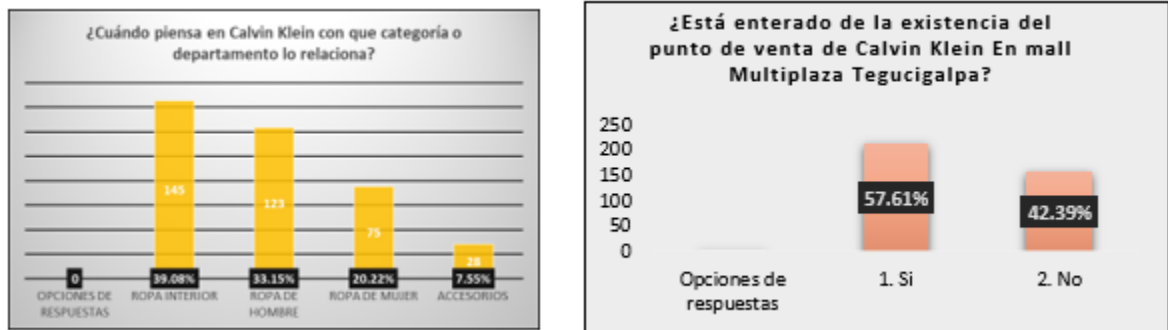 ¿Cuándo piensa en Calvin Klein con que categoría o
departamento lo relaciona?
145
123
75
28
0
39.08%
33.15%
20.22%
7.55%
OPCIONES DE
RESPUESTAS
ROPA INTERIOR
ROPA DE
HOMBRE
ROPA DE MUJER
ACCESORIOS
¿Está enterado de la existencia del
punto de venta de Calvin Klein En mall
Multiplaza Tegucigalpa?
250
200
150
100
50
0
57.61%
42.39%
Opciones de
respuestas
1. Si
2. No